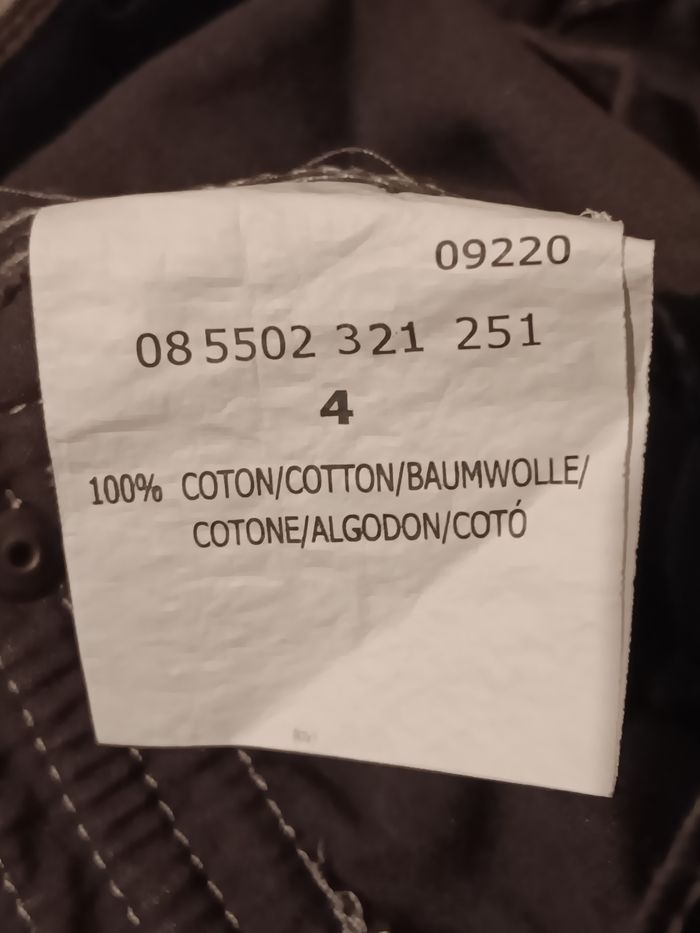 09220
08 5502 321 251
4
100% COTON/COTTON/BAUMWOLLE/
COTONE/ALGODON/COTÓ